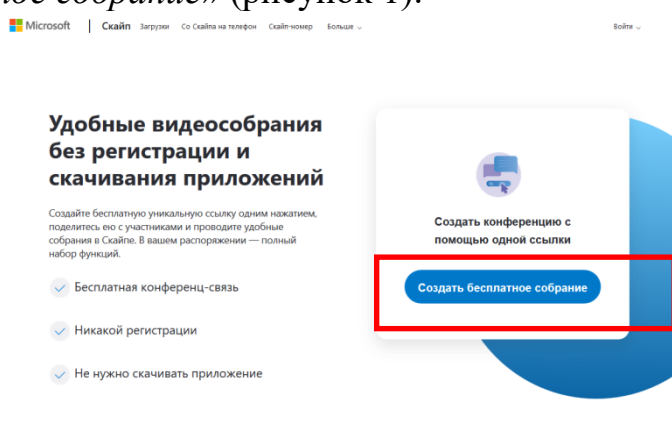 ное собрание» (рисунок 1).
Microsoft | Скайп Загрузки Со Скайпа на телефон Скайп-номер Больше Войти
Удобные видеособрания
без регистрации и
скачивания приложений
Создайте бесплатную уникальную ссылку одним нажатием,
поделитесь ею с участниками и проводите удобные
собрания в Скайпе. В вашем распоряжении — полный
набор функций.
Бесплатная конференц-связь
Никакой регистрации
Не нужно скачивать приложение
Создать конференцию с
помощью одной ссылки
Создать бесплатное собрание